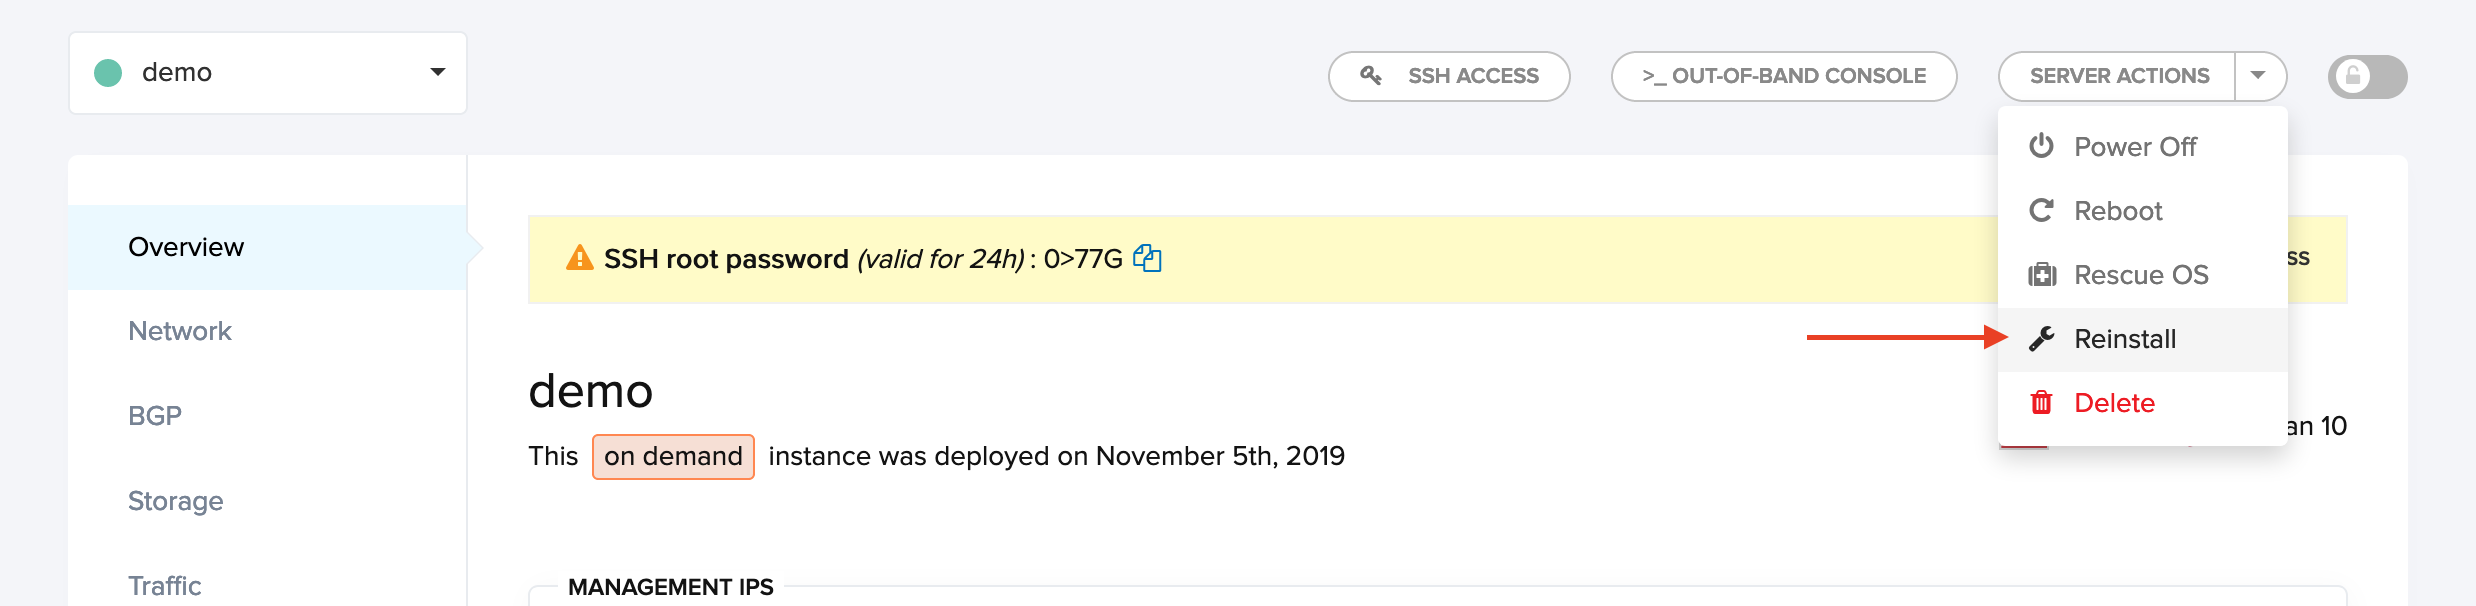 demo
SSH ACCESS
>_ OUT-OF-BAND CONSOLE
SERVER ACTIONS
Power Off
Reboot
Rescue OS
Reinstall
Delete
Overview
Network
BGP
Storage
Traffic
SSH root password (valid for 24h) : 0>77G
ss
demo
This on demand instance was deployed on November 5th, 2019
an 10
MANAGEMENT IPS